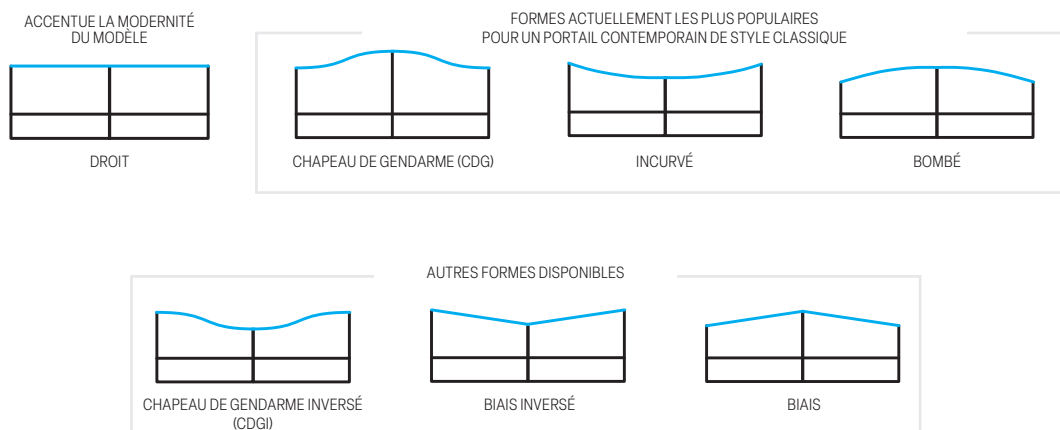 ACCENTUE LA MODERNITÉ
DU MODÈLE
FORMES ACTUELLEMENT LES PLUS POPULAIRES
POUR UN PORTAIL CONTEMPORAIN DE STYLE CLASSIQUE
DROIT
CHAPEAU DE GENDARME (CDG)
INCURVÉ
BOMBÉ
AUTRES FORMES DISPONIBLES
CHAPEAU DE GENDARME INVERSÉ
(CDGI)
BIAIS INVERSÉ
BIAIS